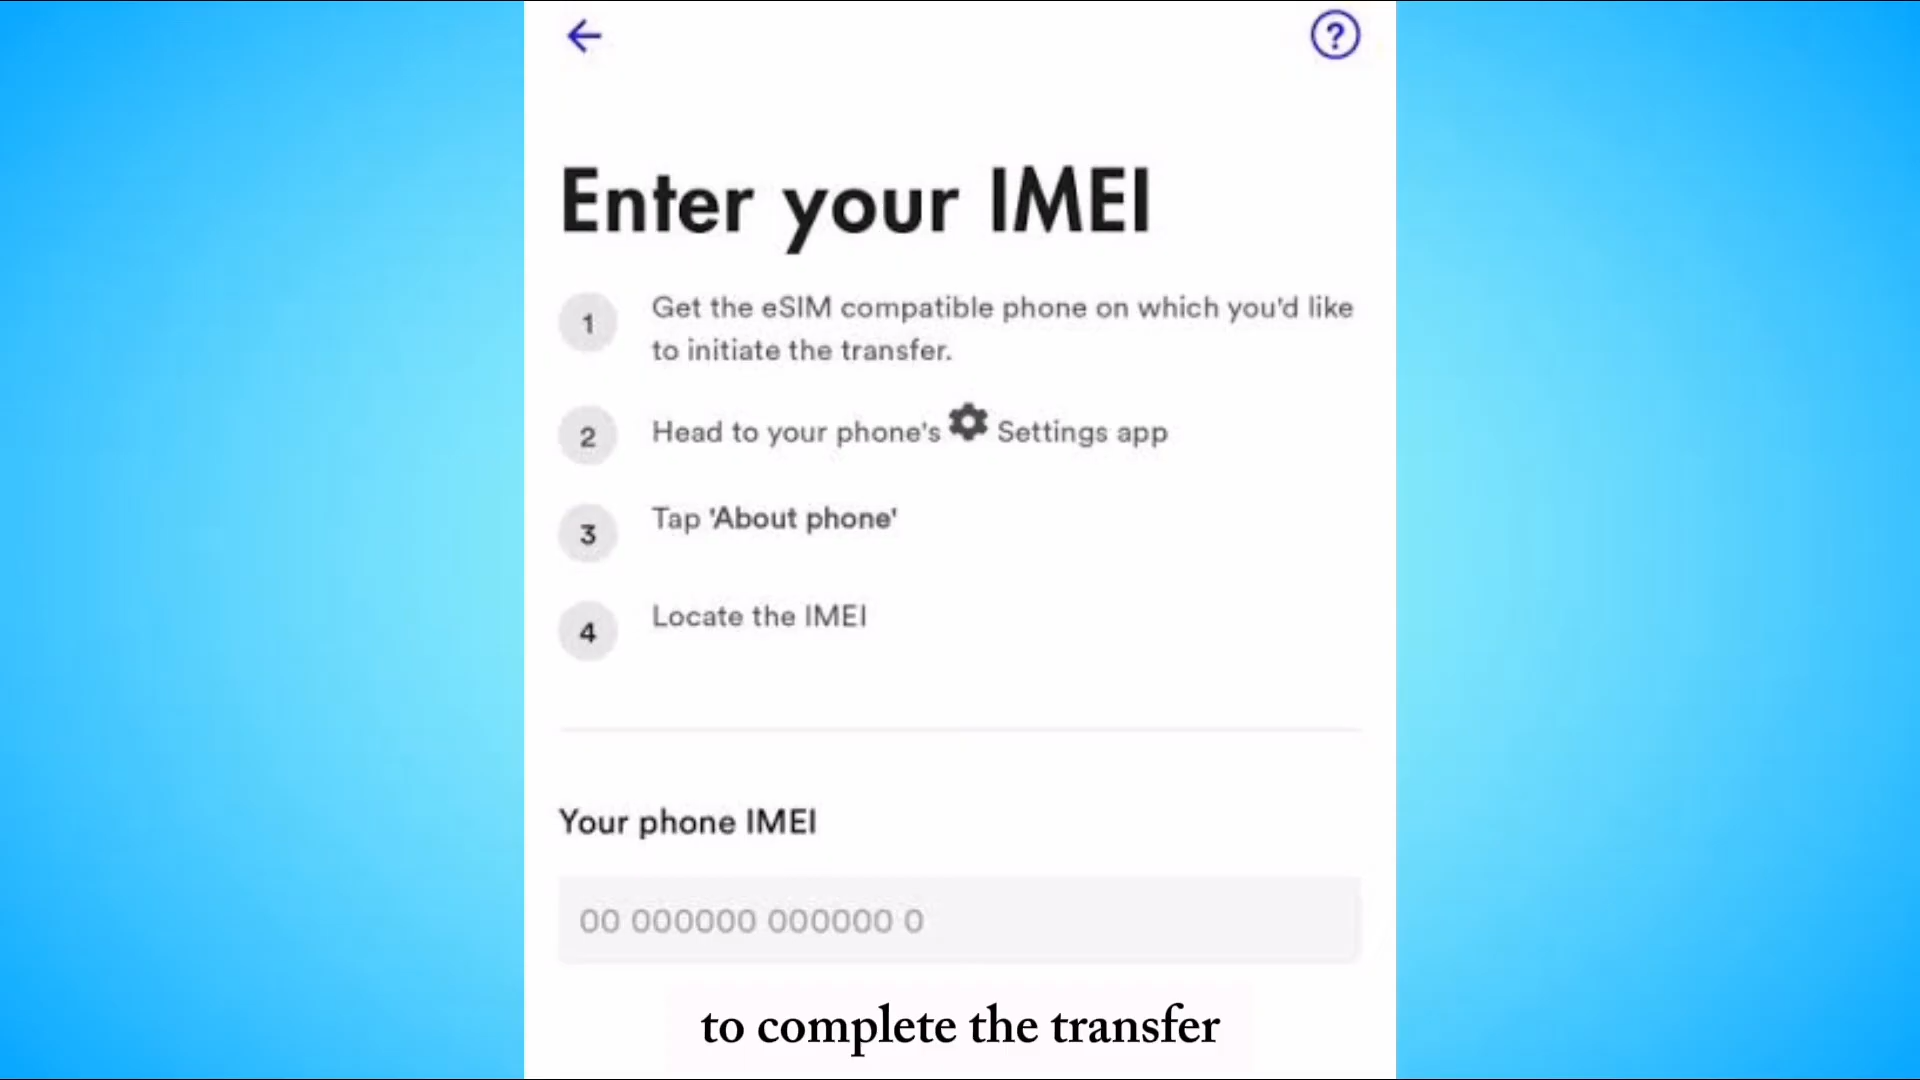 ?
Enter your IMEI
1 Get the eSIM compatible phone on which you'd like
to initiate the transfer.
2 Head to your phone's Settings app
3 Tap 'About phone'
4 Locate the IMEI
Your phone IMEI
00 000000 000000 0
to complete the transfer